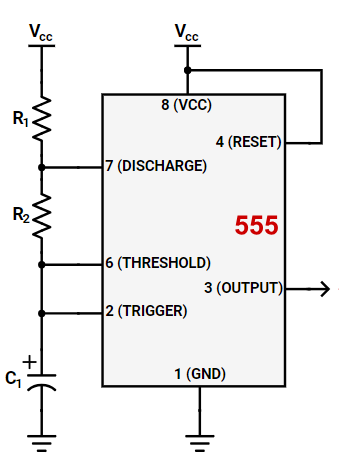 Vcc
Vcc
8 (VCC)
R1
4 (RESET)
7 (DISCHARGE)
R2
555
6 (THRESHOLD)
3 (OUTPUT)
2 (TRIGGER)
+
1 (GND)
C1